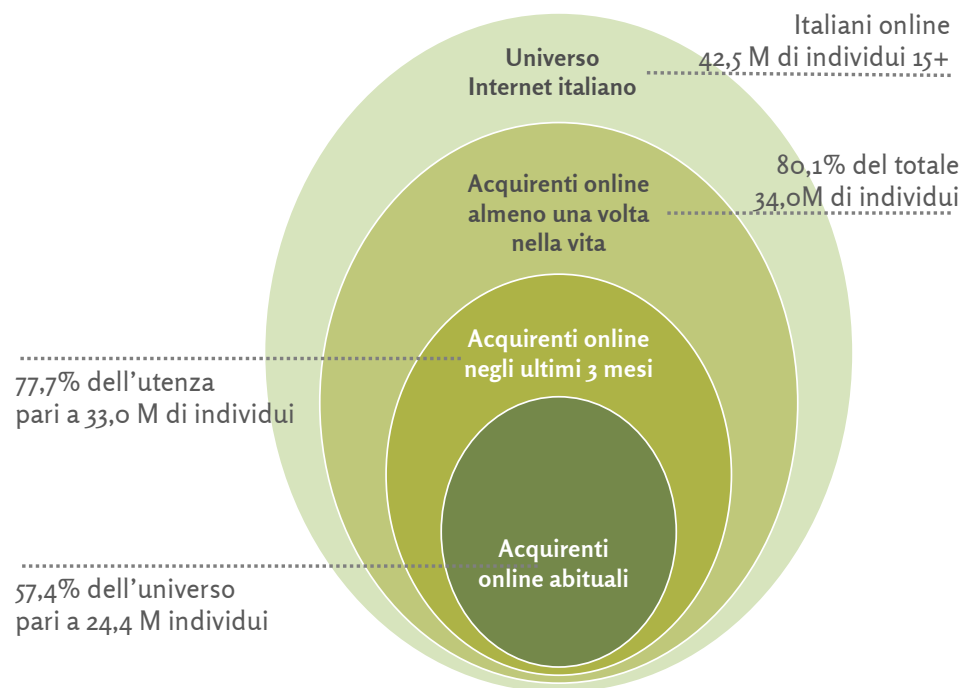 Italiani online
42,5 M di individui 15+
Universo
Internet italiano
80,1% del totale
34,0M di individui
Acquirenti online
almeno una volta
nella vita
Acquirenti online
negli ultimi 3 mesi
77,7% dell’utenza
pari a 33,0 M di individui
Acquirenti
online abituali
57,4% dell’universo
pari a 24,4 M individui